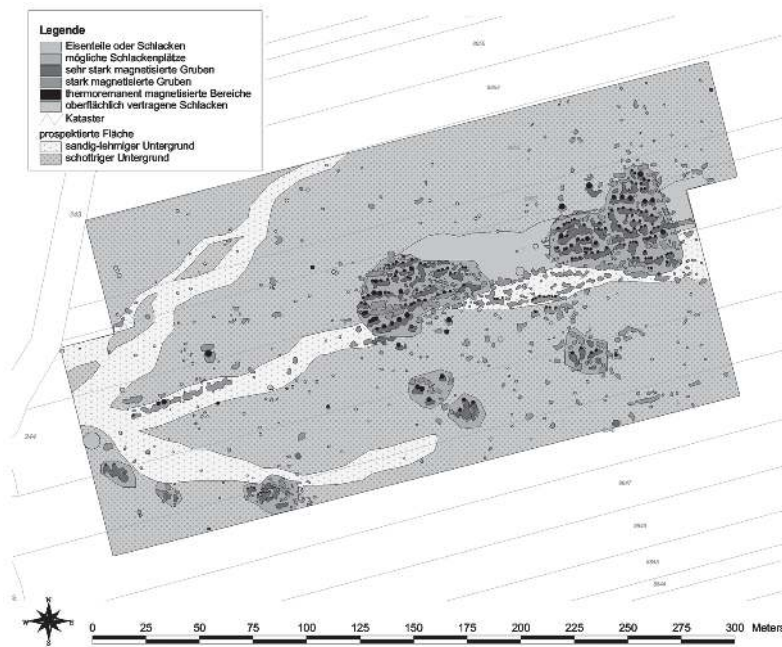 Legende
Eisenteile oder Schlacken
mögliche Schlackenplätze
sehr stark magnetisierte Gruben
stark magnetisierte Gruben
thermoremanent magnetisierte Bereiche
oberflächlich vertragene Schlacken
Kataster
prospektierte Fläche
sandig-lehmiger Untergrund
schottriger Untergrund
243
244
N
W
S
0 25 50 75 100 125 150 175 200 225 250 275 300 Meters